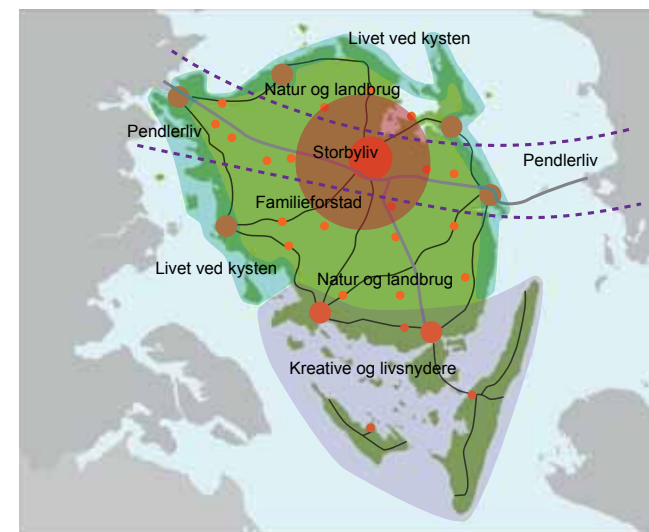 Livet ved kysten
Natur og landbrug
Pendlerliv
Storbyliv
Pendlerliv
Familieforstad
Livet ved kysten
Natur og landbrug
Kreative og livsnydere